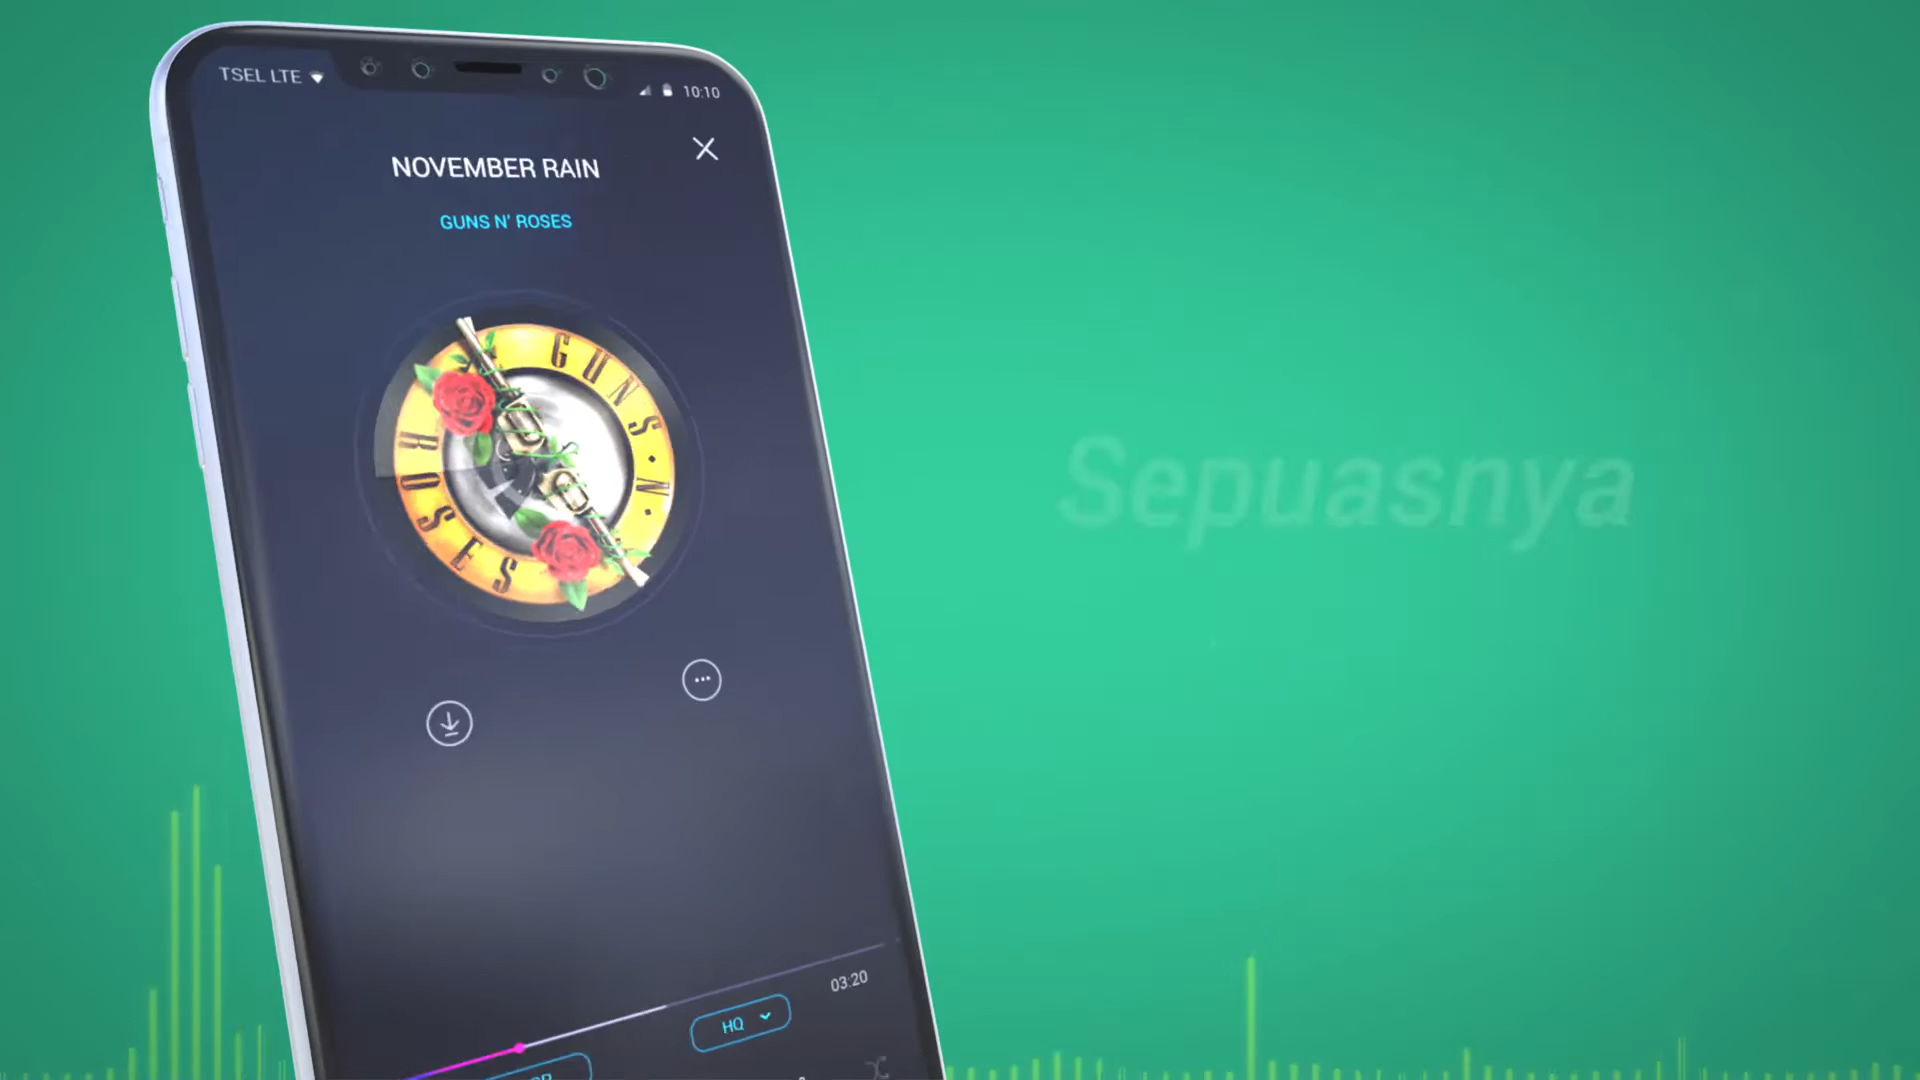 TSEL LTE
10:10
NOVEMBER RAIN
GUNS N' ROSES
GUNS · N · ROSES
Sepuasnya
03:20
HQ